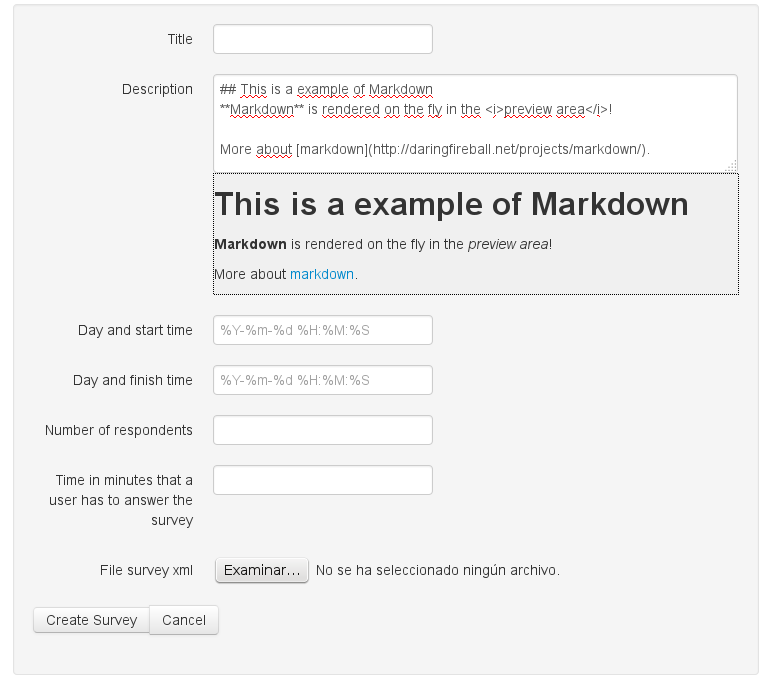 Title
Description
## This is a example of Markdown
**Markdown** is rendered on the fly in the <i>preview area</i>!
More about [markdown](http://daringfireball.net/projects/markdown/).
This is a example of Markdown
Markdown is rendered on the fly in the preview area!
More about markdown.
Day and start time
%Y-%m-%d %H:%M:%S
Day and finish time
%Y-%m-%d %H:%M:%S
Number of respondents
Time in minutes that a
user has to answer the
survey
File survey xml
Examinar... No se ha seleccionado ningún archivo.
Create Survey
Cancel